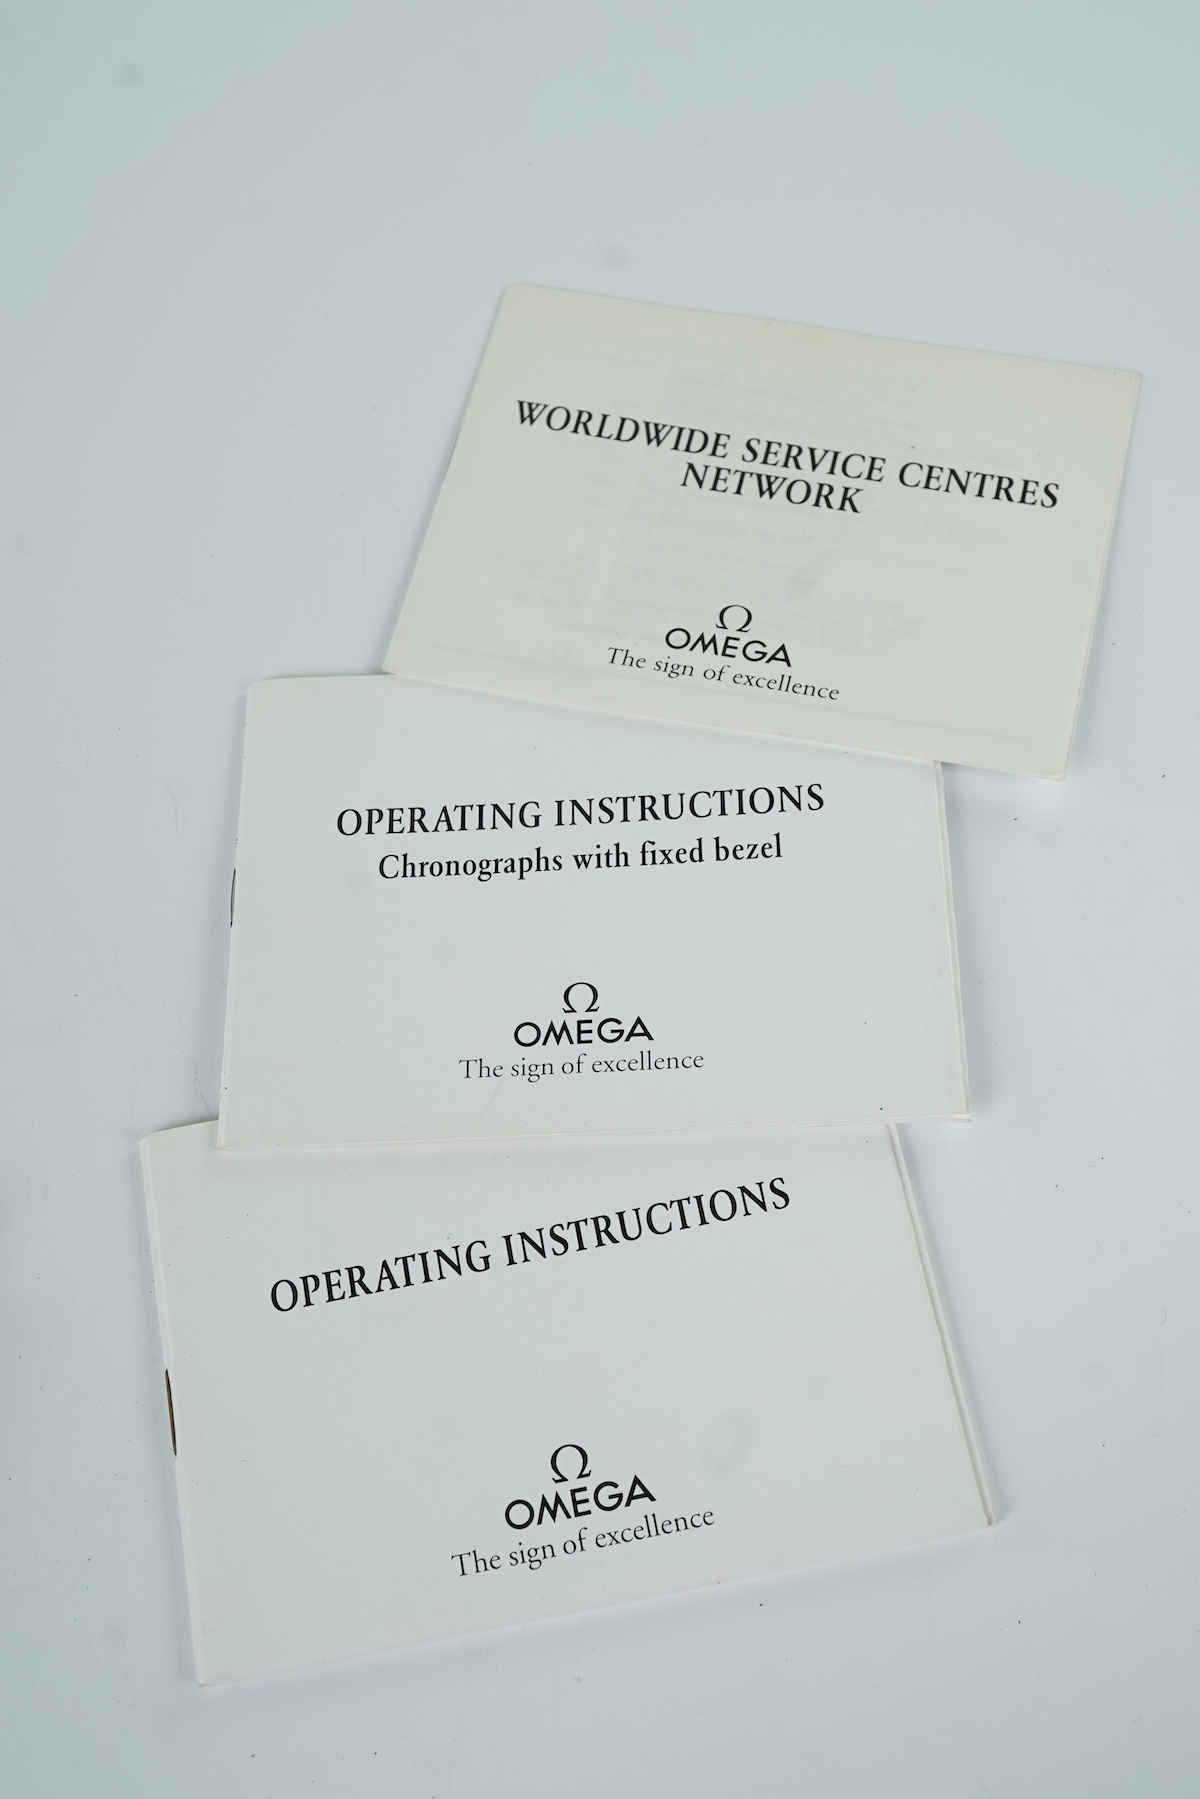 WORLDWIDE SERVICE CENTRES
NETWORK
Ω
OMEGA
The sign of excellence
OPERATING INSTRUCTIONS
Chronographs with fixed bezel
Ω
OMEGA
The sign of excellence
OPERATING INSTRUCTIONS
Ω
OMEGA
The sign of excellence